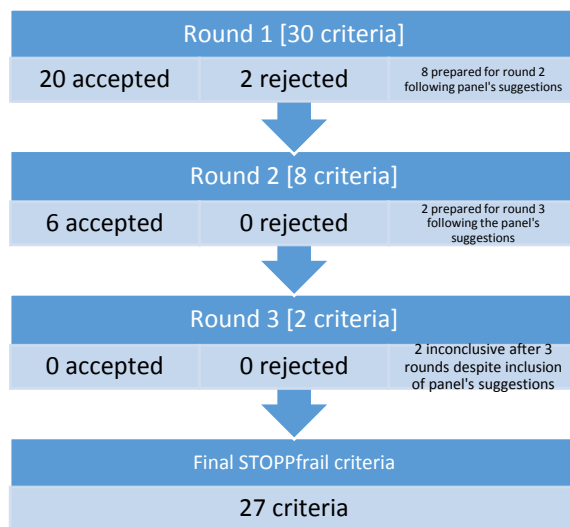 Round 1 [30 criteria]
20 accepted
2 rejected
8 prepared for round 2
following panel's suggestions
Round 2 [8 criteria]
6 accepted
0 rejected
2 prepared for round 3
following the panel's
suggestions
Round 3 [2 criteria]
0 accepted
0 rejected
2 inconclusive after 3
rounds despite inclusion
of panel's suggestions
Final STOPPfrail criteria
27 criteria